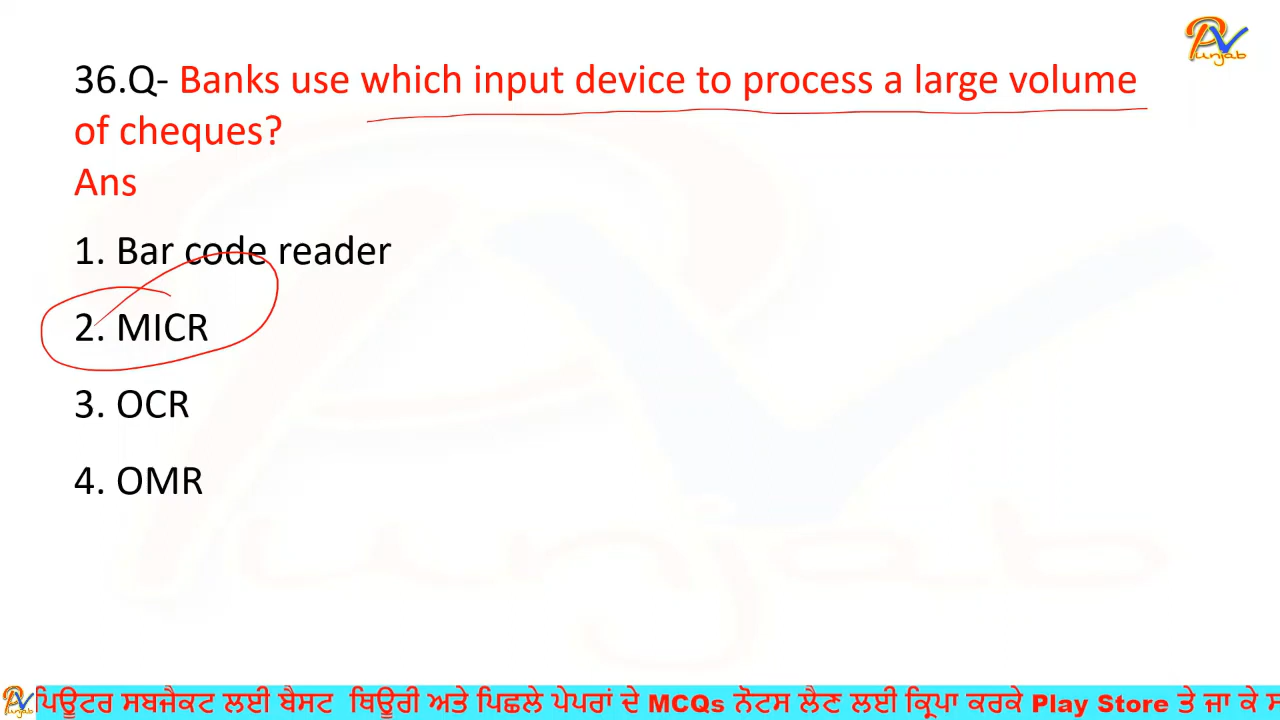 PV
unjab
36.Q- Banks use which input device to process a large volume
of cheques?
Ans
1. Bar code reader
2. MICR
3. OCR
4. OMR
ਪਿਊਟਰ ਸਬਜੈਕਟ ਲਈ ਬੈਸਟ ਥਿਊਰੀ ਅਤੇ ਪਿਛਲੇ ਪੇਪਰਾਂ ਦੇ MCQs ਨੋਟਸ ਲੈਣ ਲਈ ਕ੍ਰਿਪਾ ਕਰਕੇ Play Store ਤੇ ਜਾ ਕੇ